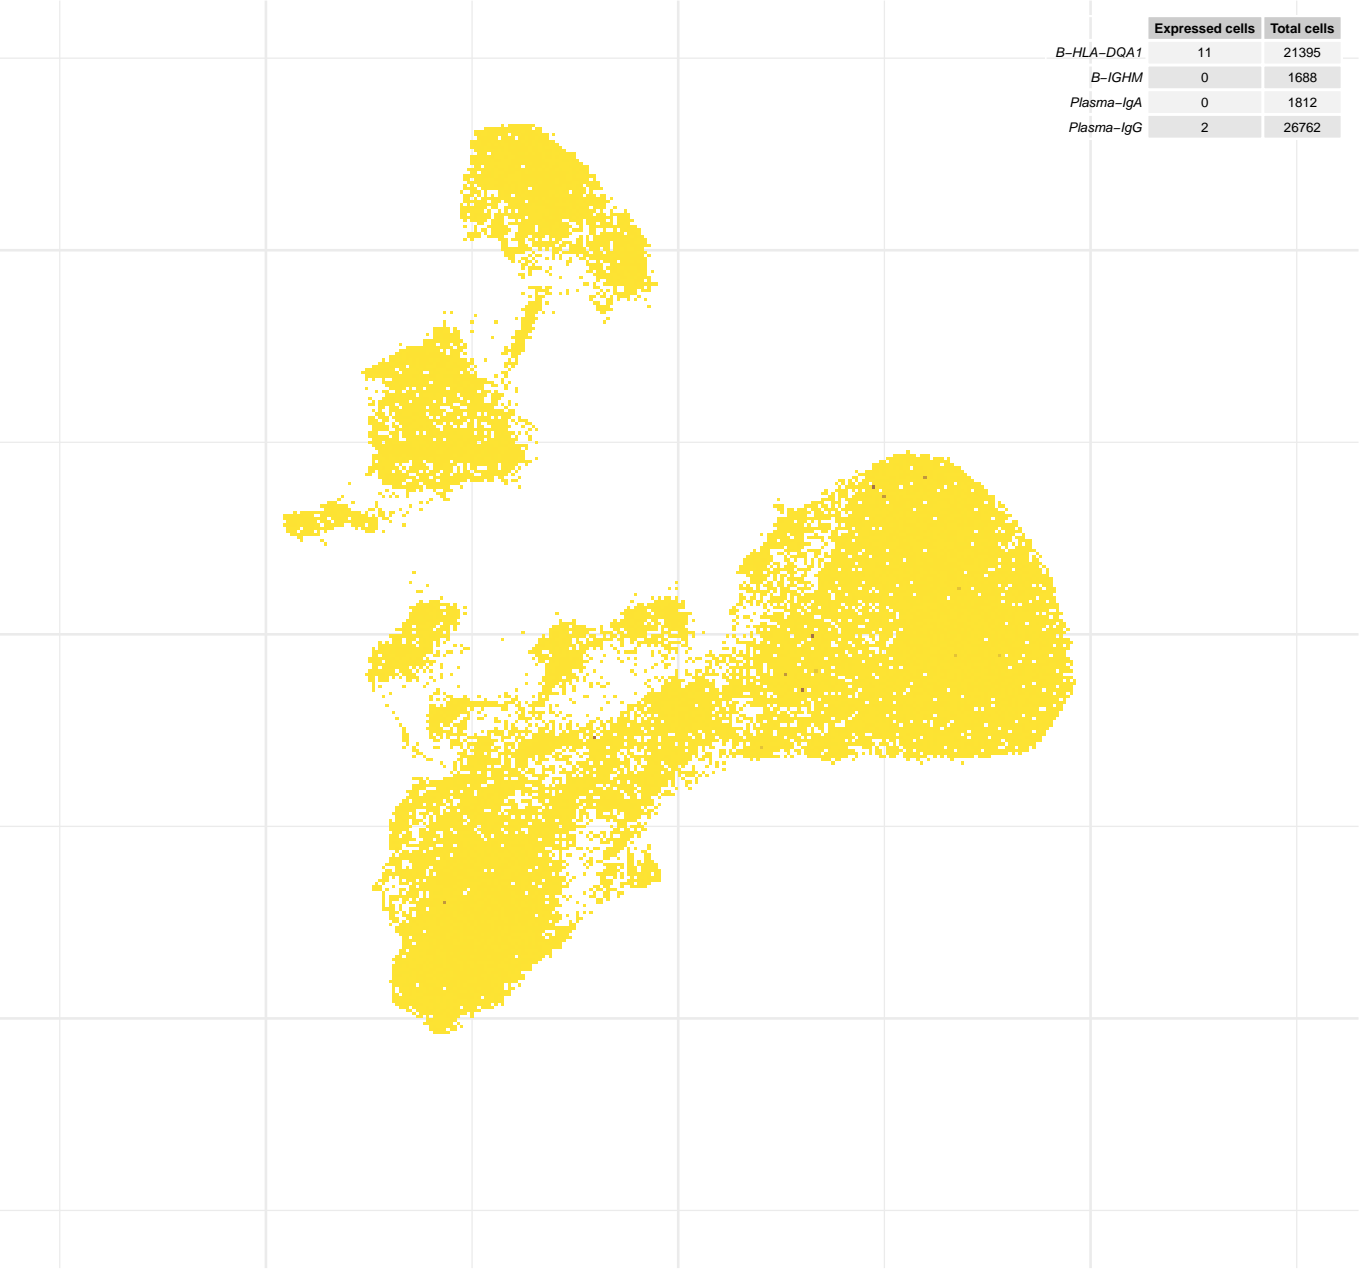 Expressed cells Total cells
B−HLA−DQA1 11 21395
B−IGHM 0 1688
Plasma−IgA 0 1812
Plasma−IgG 2 26762